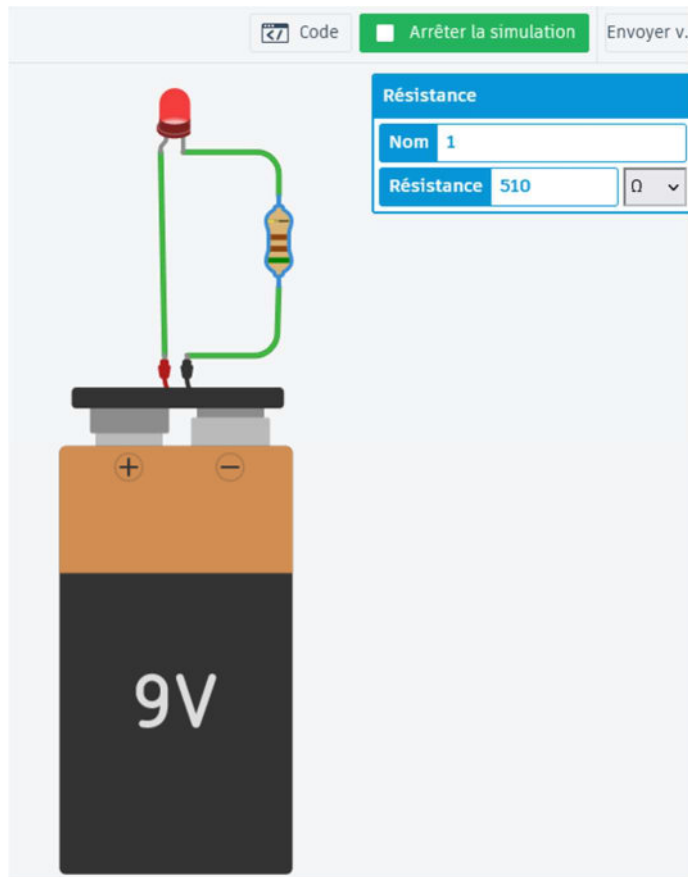 Code
Arrêter la simulation
Envoyer v.
Résistance
Nom 1
Résistance 510 Ω
+ −
9V